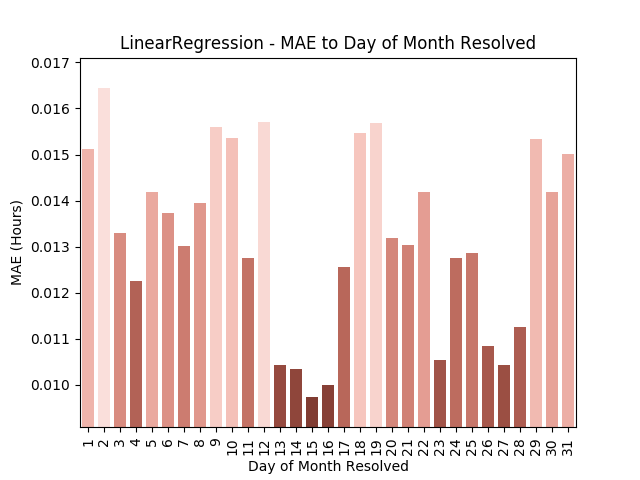 LinearRegression - MAE to Day of Month Resolved
0.017
0.016
0.015
0.014
0.013
0.012
0.011
0.010
MAE (Hours)
1 2 3 4 5 6 7 8 9 10 11 12 13 14 15 16 17 18 19 20 21 22 23 24 25 26 27 28 29 30 31
Day of Month Resolved